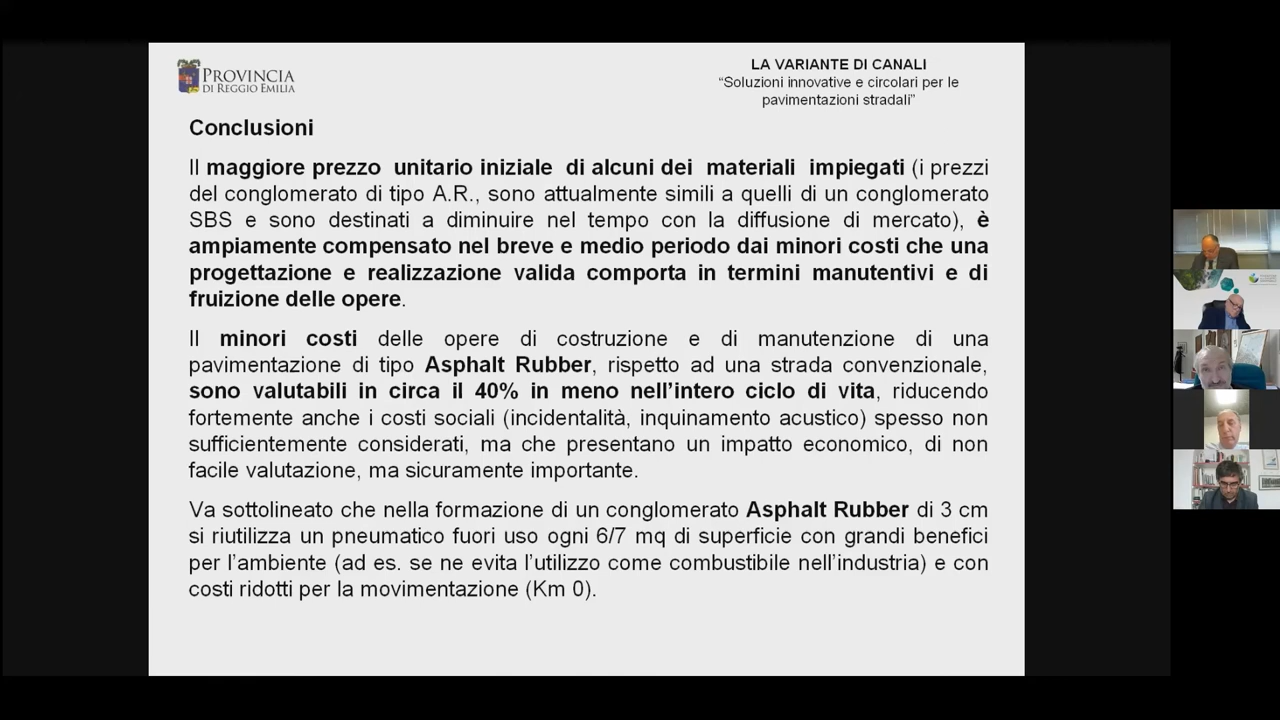 PROVINCIA
DI REGGIO EMILIA
LA VARIANTE DI CANALI
“Soluzioni innovative e circolari per le
pavimentazioni stradali”
Conclusioni
Il maggiore prezzo unitario iniziale di alcuni dei materiali impiegati (i prezzi
del conglomerato di tipo A.R., sono attualmente simili a quelli di un conglomerato
SBS e sono destinati a diminuire nel tempo con la diffusione di mercato), è
ampiamente compensato nel breve e medio periodo dai minori costi che una
progettazione e realizzazione valida comporta in termini manutentivi e di
fruizione delle opere.
Il minori costi delle opere di costruzione e di manutenzione di una
pavimentazione di tipo Asphalt Rubber, rispetto ad una strada convenzionale,
sono valutabili in circa il 40% in meno nell’intero ciclo di vita, riducendo
fortemente anche i costi sociali (incidentalità, inquinamento acustico) spesso non
sufficientemente considerati, ma che presentano un impatto economico, di non
facile valutazione, ma sicuramente importante.
Va sottolineato che nella formazione di un conglomerato Asphalt Rubber di 3 cm
si riutilizza un pneumatico fuori uso ogni 6/7 mq di superficie con grandi benefici
per l’ambiente (ad es. se ne evita l’utilizzo come combustibile nell’industria) e con
costi ridotti per la movimentazione (Km 0).